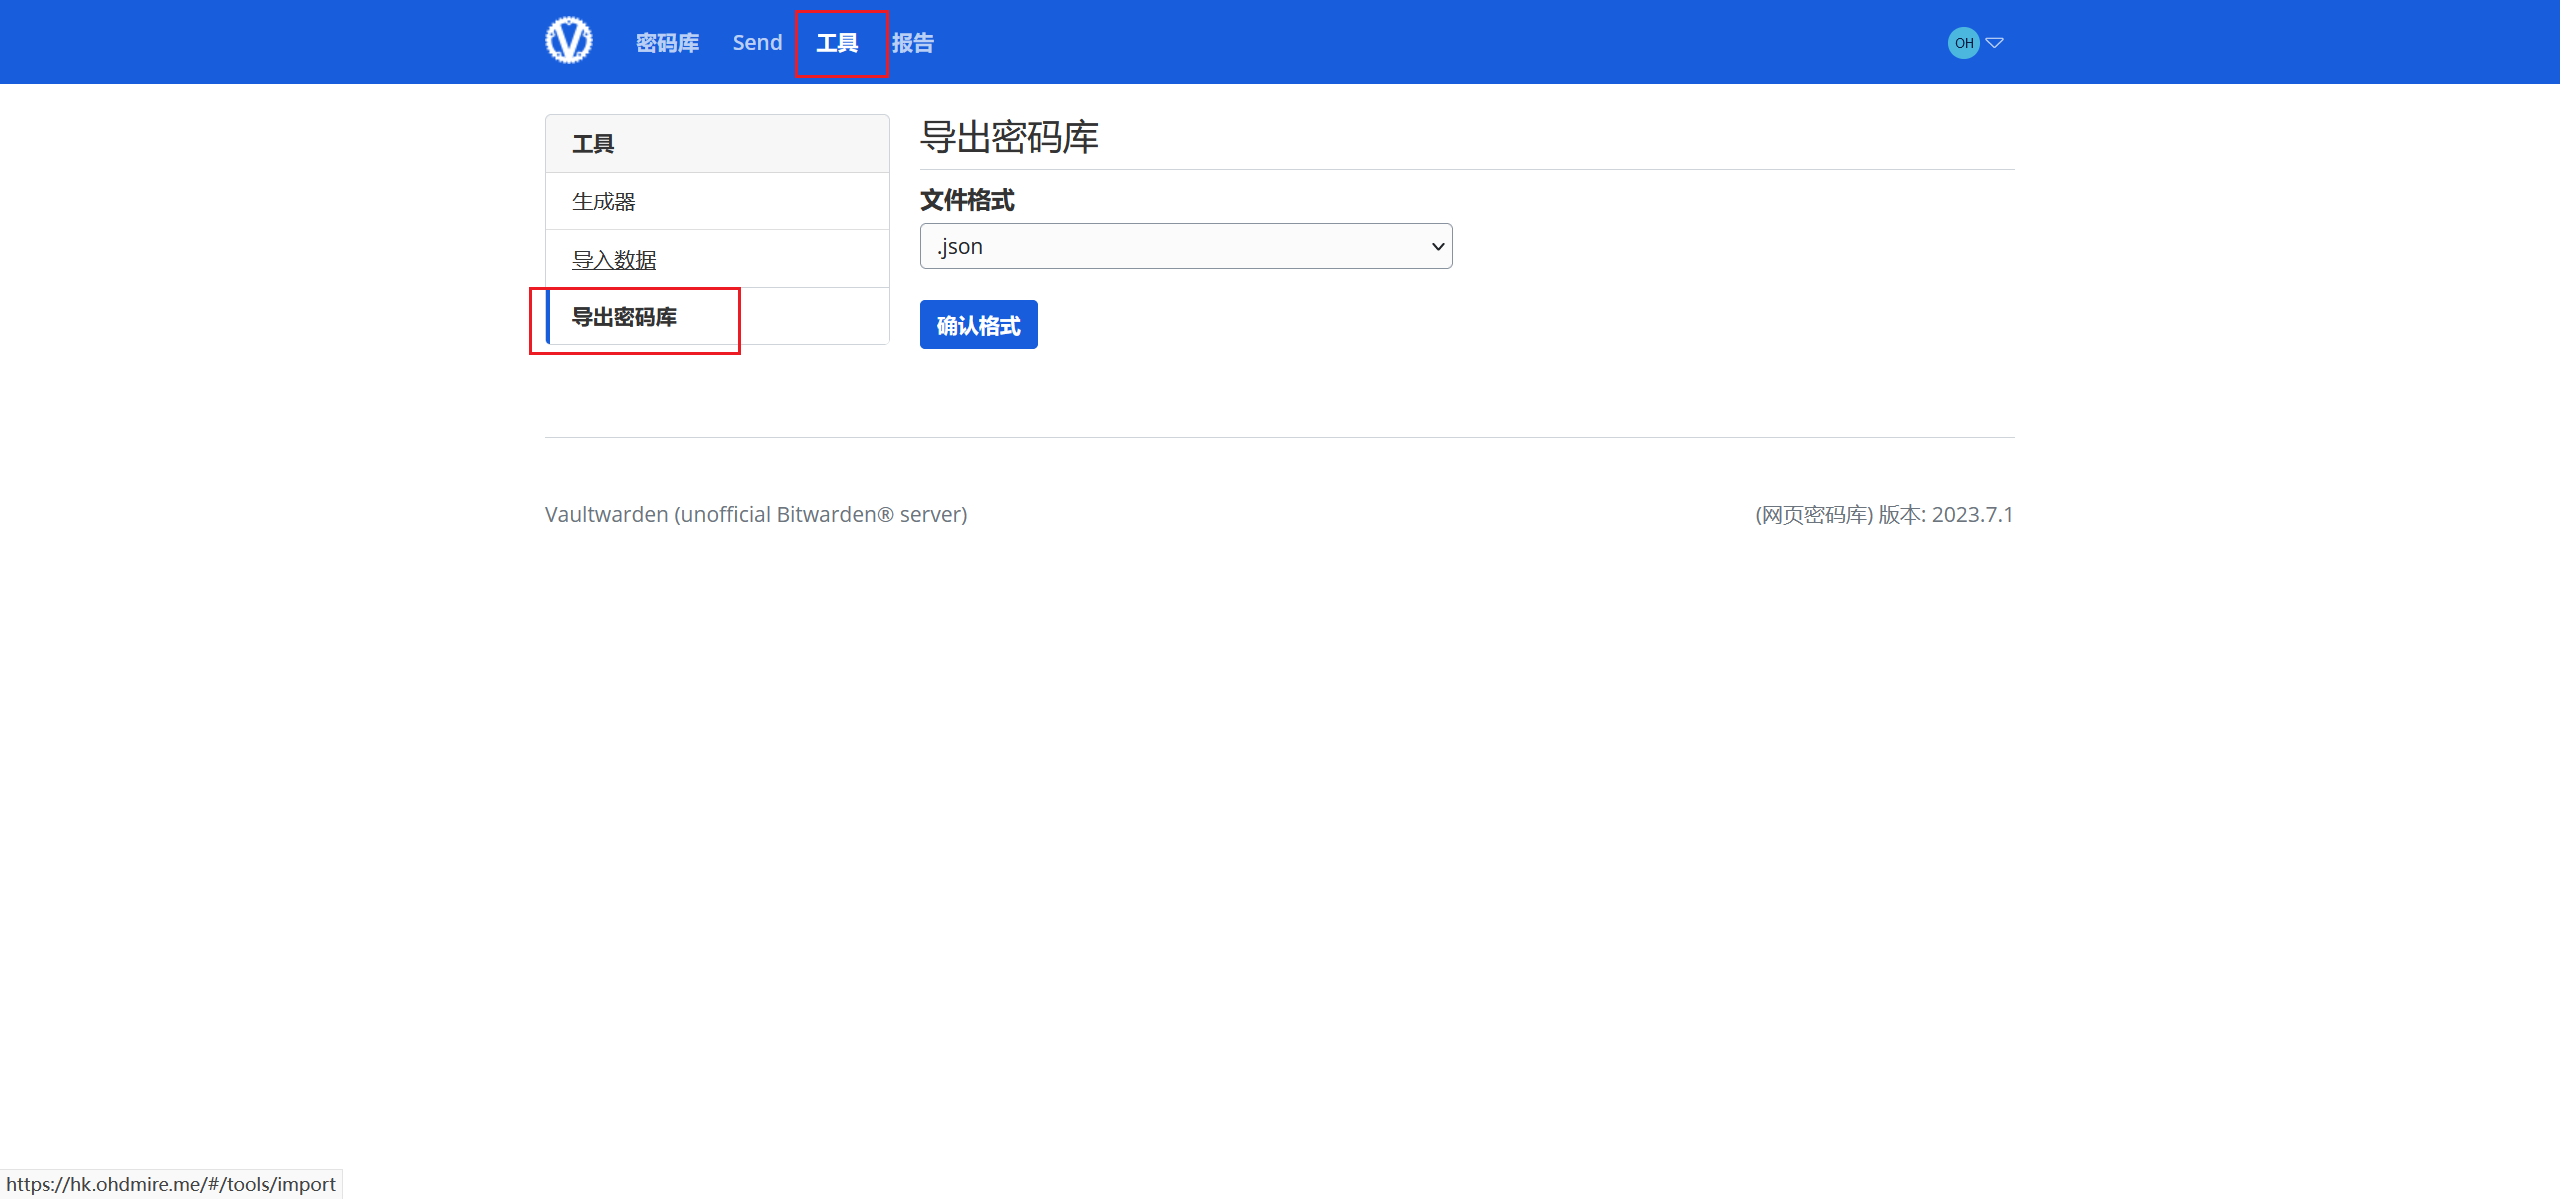 密码库 Send 工具 报告 OH
工具
生成器
导入数据
导出密码库
导出密码库
文件格式
.json
确认格式
Vaultwarden (unofficial Bitwarden® server)
(网页密码库) 版本: 2023.7.1
https://hk.ohdmire.me/#/tools/import